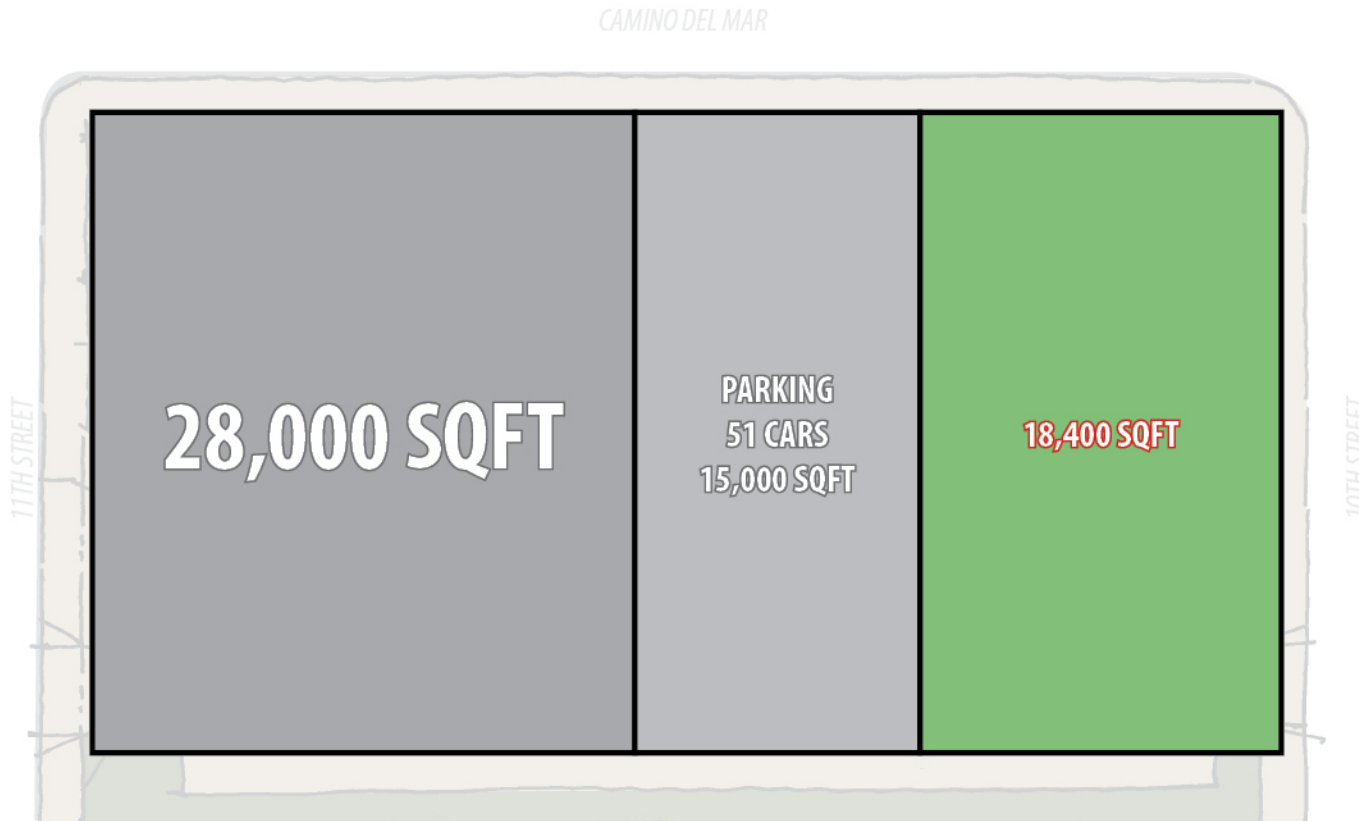 CAMINO DEL MAR
11TH STREET
28,000 SQFT
PARKING
51 CARS
15,000 SQFT
18,400 SQFT
10TH STREET